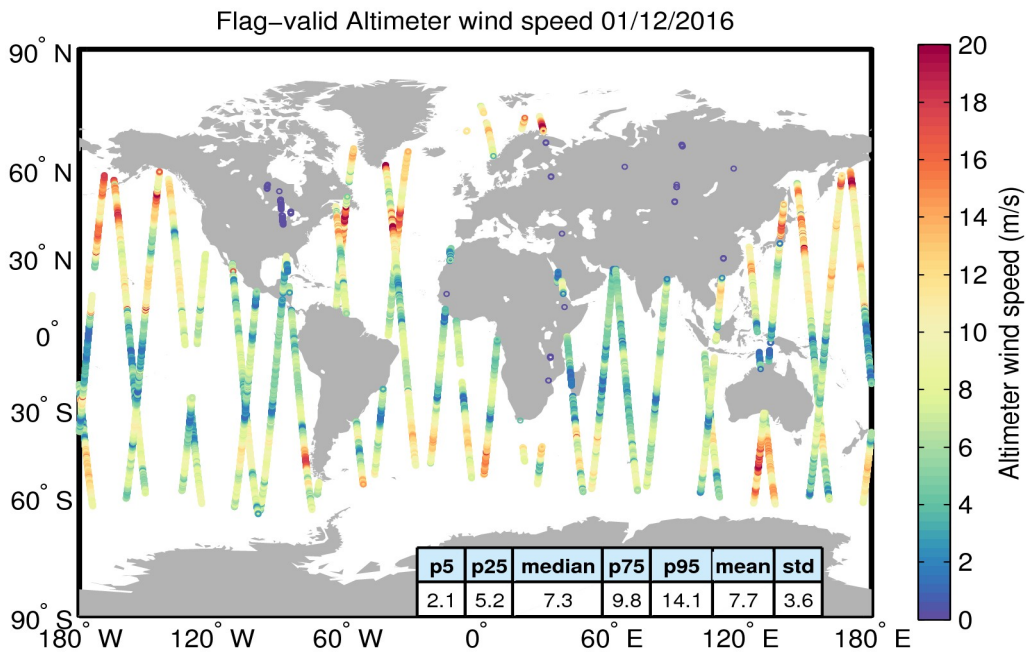 Flag−valid Altimeter wind speed 01/12/2016
90° N
60° N
30° N
0°
30° S
60° S
90° S
180° W
120° W
60° W
0°
60° E
120° E
180° E
p5 p25 median p75 p95 mean std
2.1 5.2 7.3 9.8 14.1 7.7 3.6
20
18
16
14
12
10
8
6
4
2
0
Altimeter wind speed (m/s)